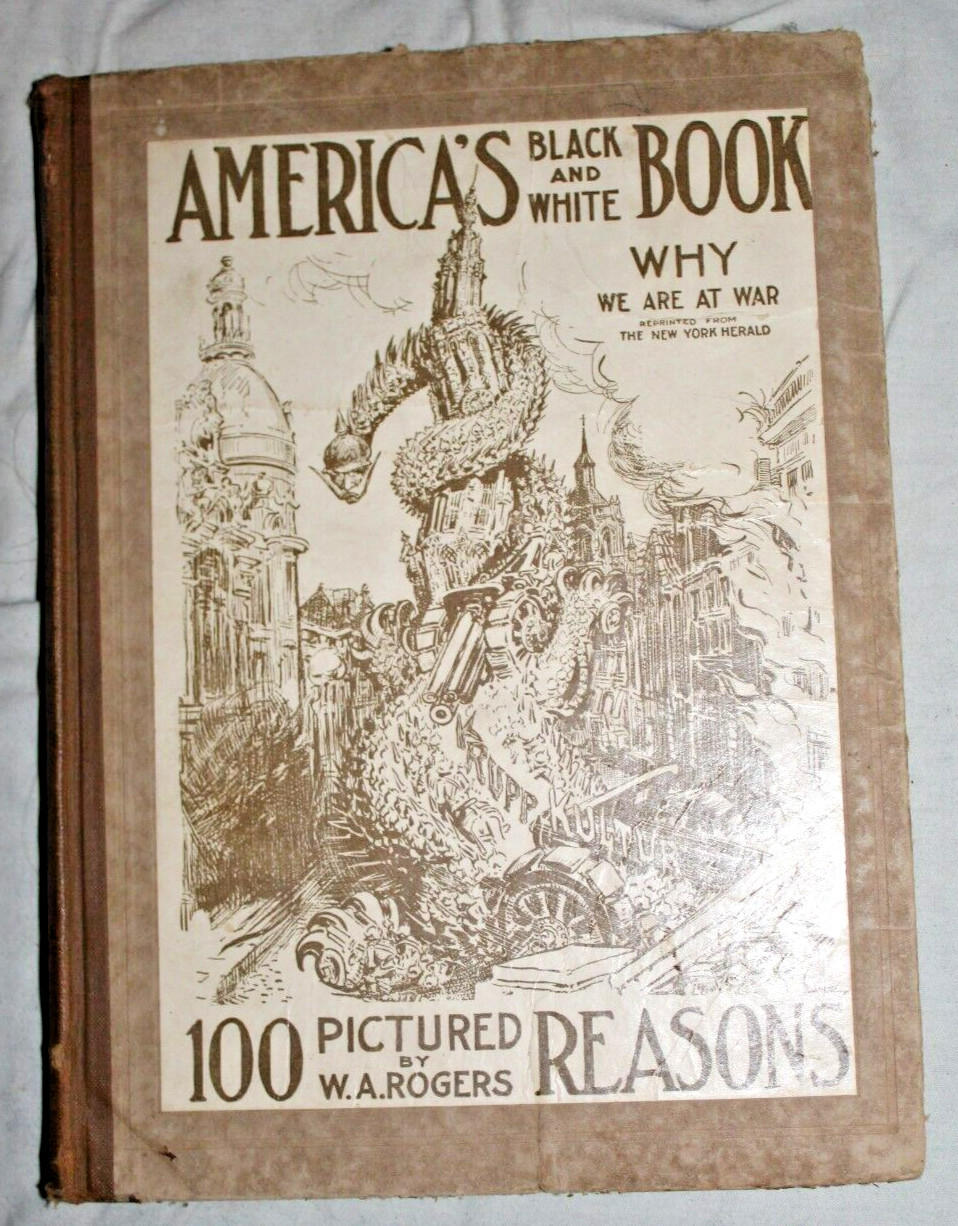 AMERICA'S BLACK AND WHITE BOOK
WHY
WE ARE AT WAR
REPRINTED FROM
THE NEW YORK HERALD
100 PICTURED BY W.A. ROGERS REASONS